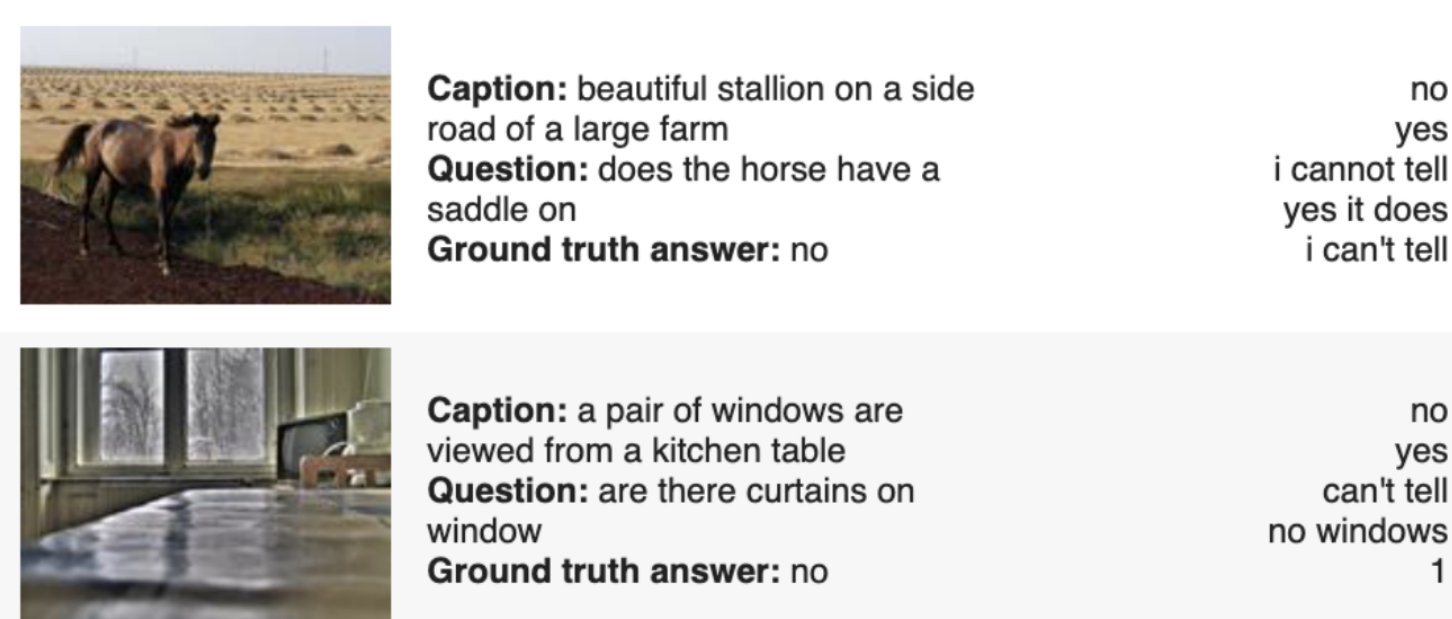 Caption: beautiful stallion on a side
road of a large farm
Question: does the horse have a
saddle on
Ground truth answer: no
no
yes
i cannot tell
yes it does
i can't tell
Caption: a pair of windows are
viewed from a kitchen table
Question: are there curtains on
window
Ground truth answer: no
no
yes
can't tell
no windows
1